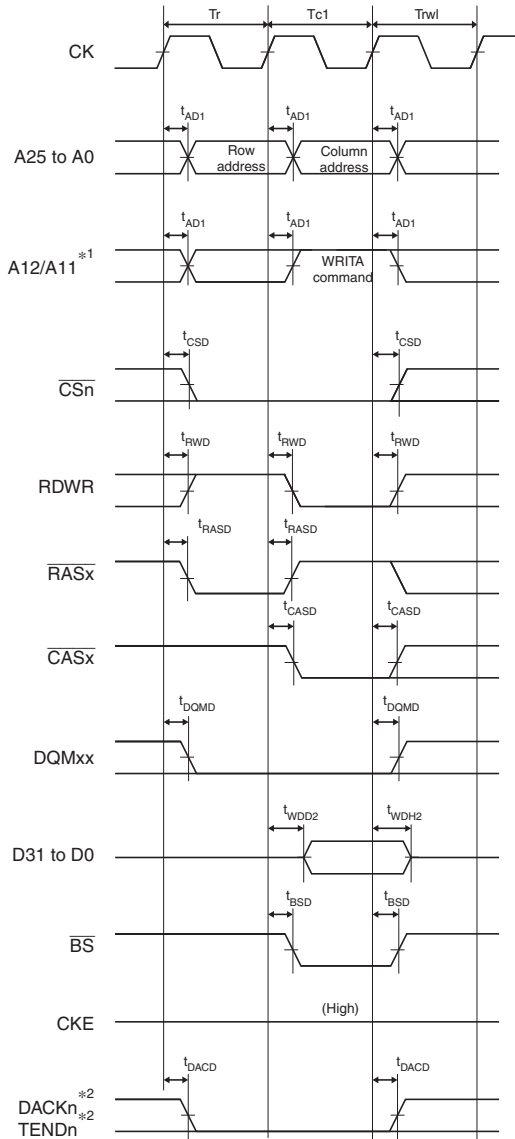 Tr Tc1 Trwl
CK
tAD1 tAD1 tAD1
A25 to A0
Row address Column address
tAD1 tAD1 tAD1
A12/A11*1
WRITA command
tCSD tCSD
CSn
tRWD tRWD tRWD
RDWR
tRASD tRASD
RASx
tCASD tCASD
CASx
tDQMD tDQMD
DQMxx
tWDD2 tWDH2
D31 to D0
tBSD tBSD
BS
(High)
CKE
tDACD tDACD
DACKn*2
TENDn*2